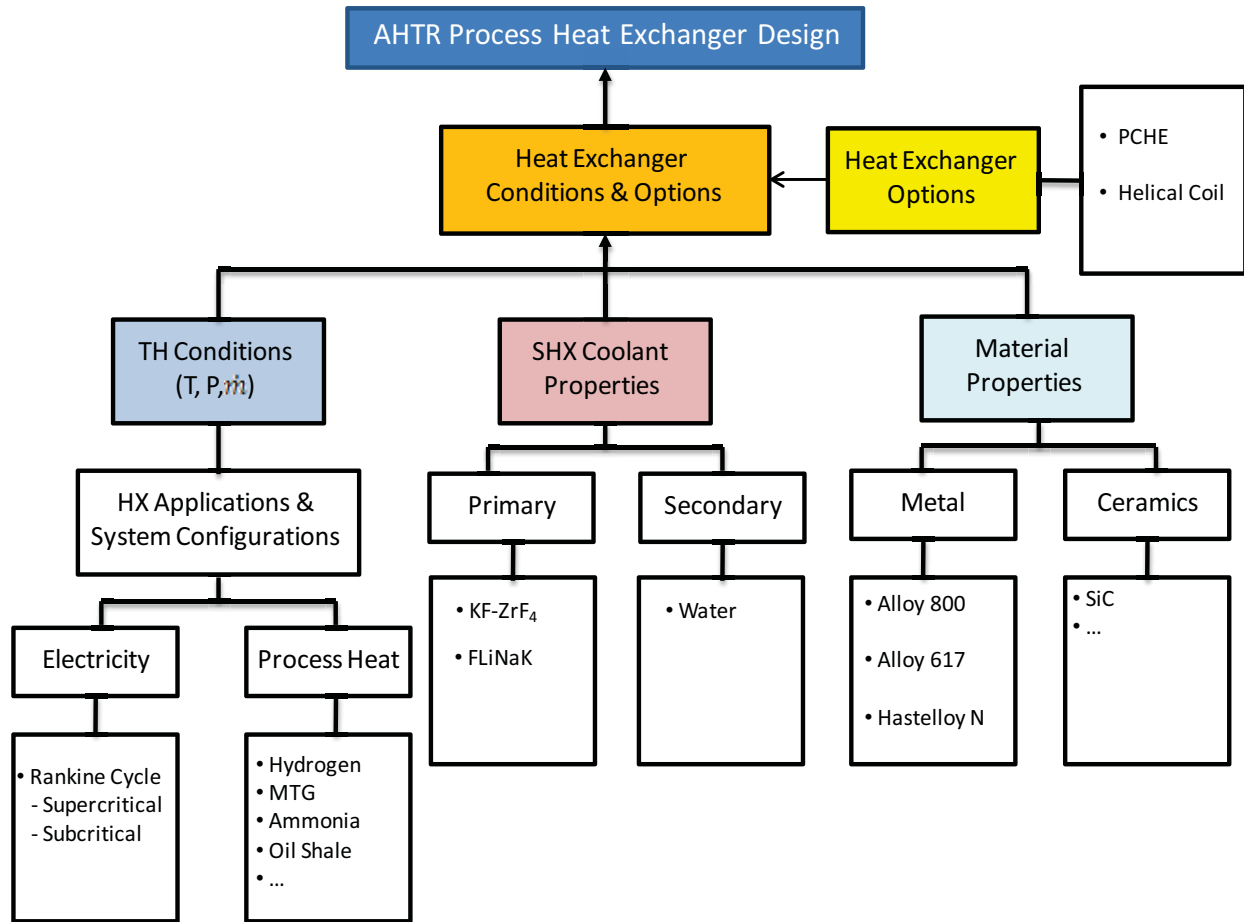 AHTR Process Heat Exchanger Design
Heat Exchanger
Conditions & Options
Heat Exchanger
Options
• PCHE
• Helical Coil
TH Conditions
(T, P,ṁ)
SHX Coolant
Properties
Material
Properties
HX Applications &
System Configurations
Primary
Secondary
Metal
Ceramics
• KF-ZrF₄
• FLiNaK
• Water
• Alloy 800
• Alloy 617
• Hastelloy N
• SiC
• ...
Electricity
Process Heat
• Rankine Cycle
- Supercritical
- Subcritical
• Hydrogen
• MTG
• Ammonia
• Oil Shale
• ...